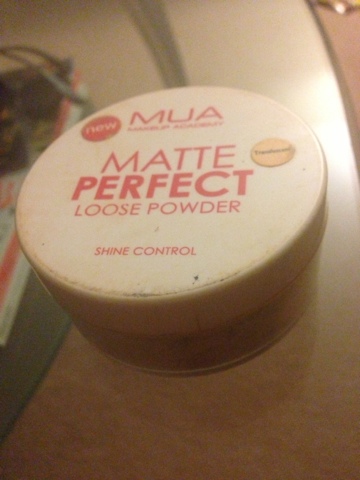 new
MUA
MAKEUP ACADEMY
MATTE
Translucent
PERFECT
LOOSE POWDER
SHINE CONTROL